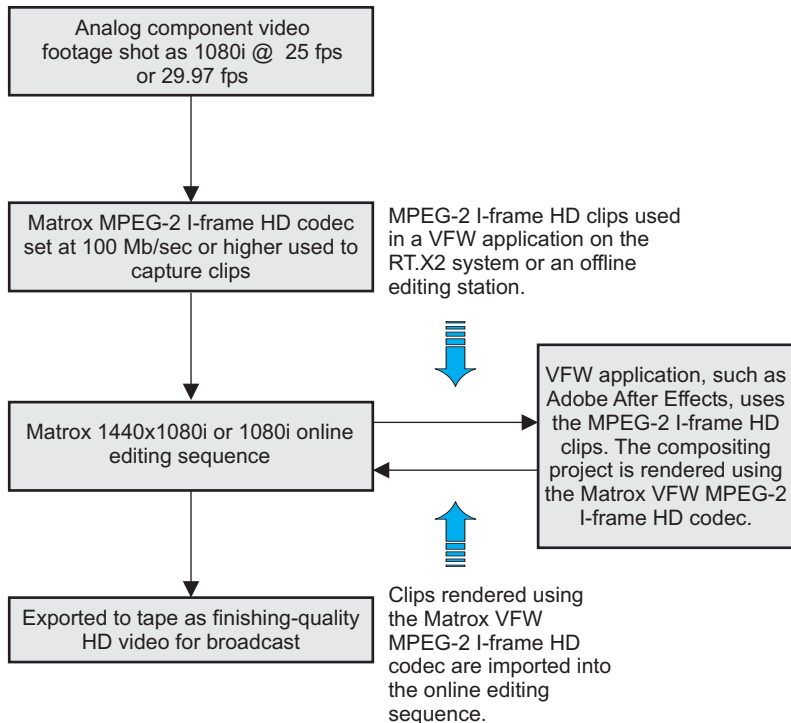 Analog component video
footage shot as 1080i @  25 fps
or 29.97 fps
Matrox MPEG-2 I-frame HD codec
set at 100 Mb/sec or higher used to
capture clips
MPEG-2 I-frame HD clips used
in a VFW application on the
RT.X2 system or an offline
editing station.
Matrox 1440x1080i or 1080i online
editing sequence
VFW application, such as
Adobe After Effects, uses
the MPEG-2 I-frame HD
clips. The compositing
project is rendered using
the Matrox VFW MPEG-2
I-frame HD codec.
Exported to tape as finishing-quality
HD video for broadcast
Clips rendered using
the Matrox VFW
MPEG-2 I-frame HD
codec are imported into
the online editing
sequence.